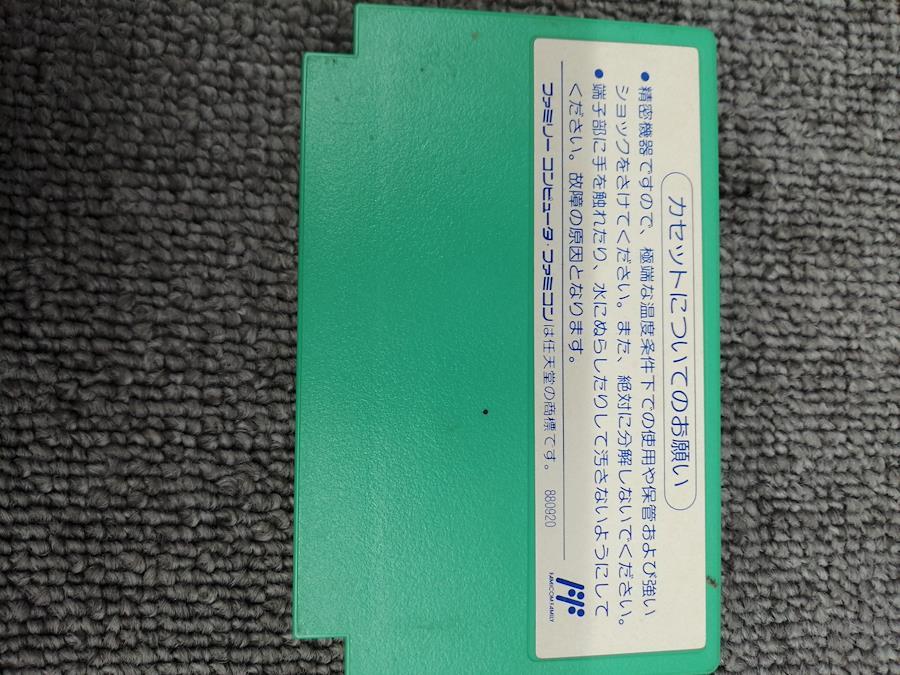 カセットについてのお願い
●精密機器ですので、極端な温度条件下での使用や保管および強い
ショックをさけてください。また、絶対に分解しないでください。
●端子部に手を触れたり、水にぬらしたりして汚さないようにして
ください。故障の原因となります。
ファミリーコンピュータ・ファミコンは任天堂の商標です。 880920
FAMICOM FAMILY